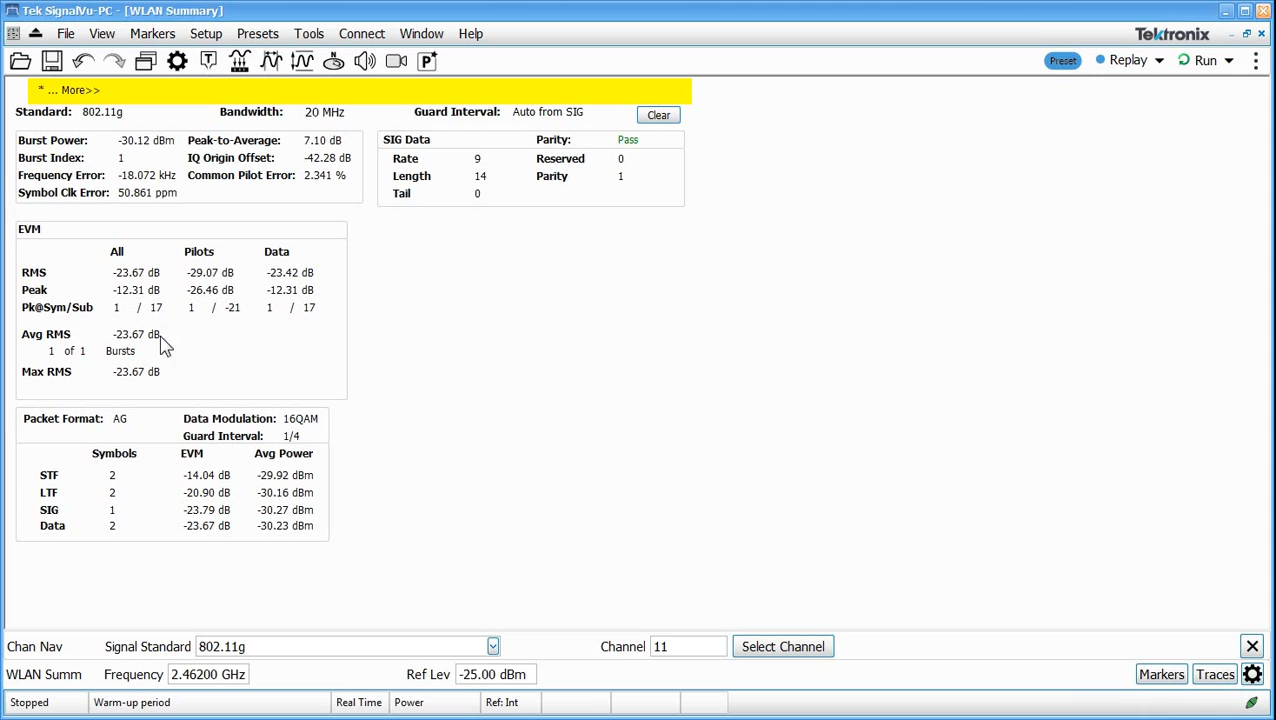 Tek SignalVu-PC - [WLAN Summary]
File View Markers Setup Presets Tools Connect Window Help Tektronix
T P Preset Replay Run
* ... More>>
Standard: 802.11g Bandwidth: 20 MHz Guard Interval: Auto from SIG Clear
Burst Power: -30.12 dBm Peak-to-Average: 7.10 dB
Burst Index: 1 IQ Origin Offset: -42.28 dB
Frequency Error: -18.072 kHz Common Pilot Error: 2.341 %
Symbol Clk Error: 50.861 ppm
SIG Data Parity: Pass
Rate 9 Reserved 0
Length 14 Parity 1
Tail 0
EVM
All Pilots Data
RMS -23.67 dB -29.07 dB -23.42 dB
Peak -12.31 dB -26.46 dB -12.31 dB
Pk@Sym/Sub 1 / 17 1 / -21 1 / 17
Avg RMS -23.67 dB
1 of 1 Bursts
Max RMS -23.67 dB
Packet Format: AG Data Modulation: 16QAM
Guard Interval: 1/4
Symbols EVM Avg Power
STF 2 -14.04 dB -29.92 dBm
LTF 2 -20.90 dB -30.16 dBm
SIG 1 -23.79 dB -30.27 dBm
Data 2 -23.67 dB -30.23 dBm
Chan Nav Signal Standard 802.11g Channel 11 Select Channel
WLAN Summ Frequency 2.46200 GHz Ref Lev -25.00 dBm Markers Traces
Stopped Warm-up period Real Time Power Ref: Int